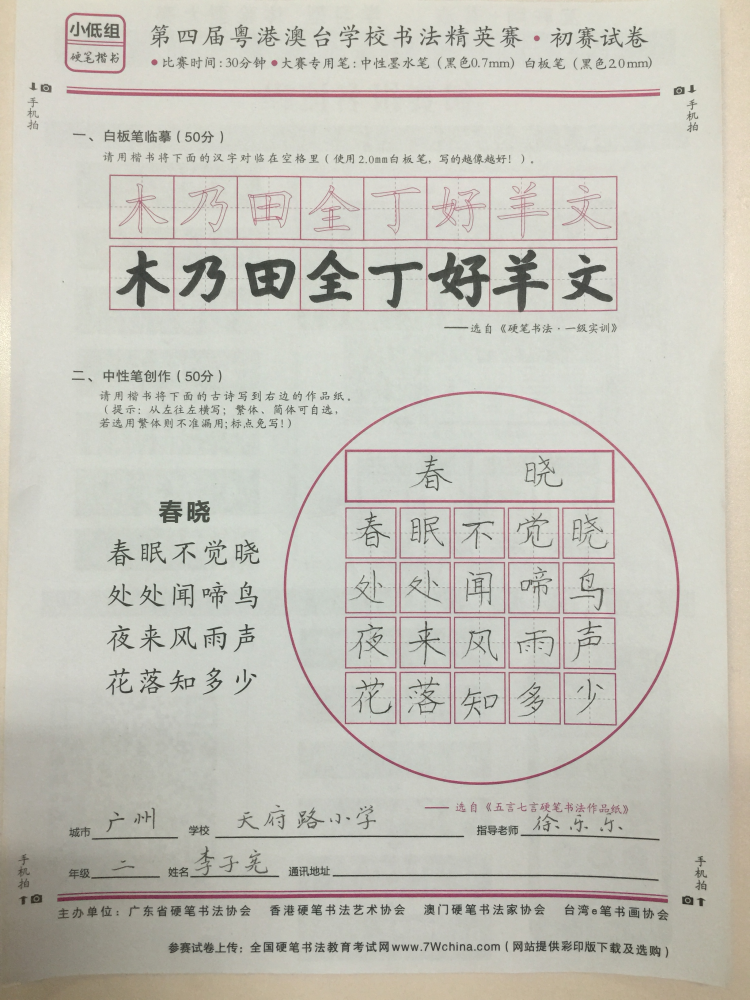 小低组
硬笔楷书
第四届粤港澳台学校书法精英赛·初赛试卷
●比赛时间:30分钟●大赛专用笔:中性墨水笔(黑色0.7mm) 白板笔(黑色2.0mm)
手机拍
手机拍
一、白板笔临摹(50分)
请用楷书将下面的汉字对临在空格里(使用2.0mm白板笔,写的越像越好!)。
木乃田全丁好羊文
木乃田全丁好羊文
——选自《硬笔书法·一级实训》
二、中性笔创作(50分)
请用楷书将下面的古诗写到右边的作品纸。
(提示:从左往左横写;繁体、简体可自选,
若选用繁体则不准漏用;标点免写!)
春晓
春眠不觉晓
处处闻啼鸟
夜来风雨声
花落知多少
春 晓
春眠不觉晓
处处闻啼鸟
夜来风雨声
花落知多少
——选自《五言七言硬笔书法作品纸》
城市 广州 学校 天府路小学 指导老师 徐乐乐
年级 二 姓名 李子宪 通讯地址
手机拍
手机拍
主办单位:广东省硬笔书法协会 香港硬笔书法艺术协会 澳门硬笔书法家协会 台湾e笔书画协会
参赛试卷上传:全国硬笔书法教育考试网www.7Wchina.com(网站提供彩印版下载及选购)